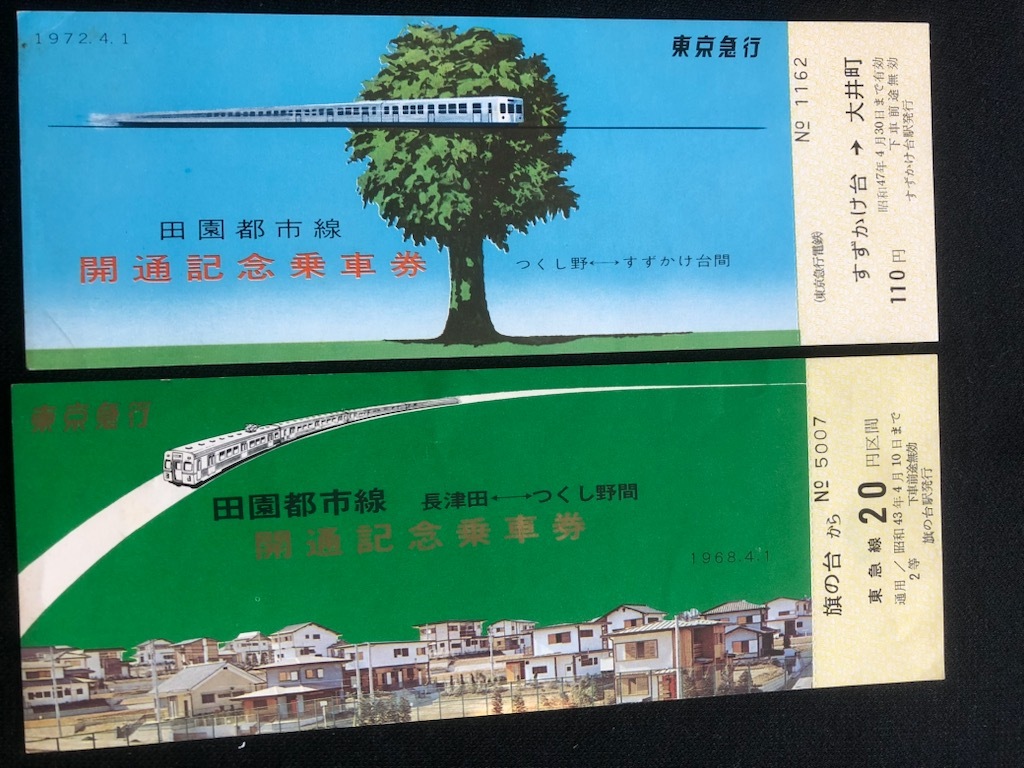 1972.4.1
東京急行
田園都市線
開通記念乗車券
つくし野←→すずかけ台間
№ 1162
(東京急行電鉄)
すずかけ台 → 大井町
110円
昭和47年4月30日まで有効
下車前途無効
すずかけ台駅発行
東京急行
田園都市線 長津田←→つくし野間
開通記念乗車券
1968.4.1
旗の台 から № 5007
東急線 20 円区間
通用/昭和43年4月10日まで
2等 下車前途無効
旗の台駅発行